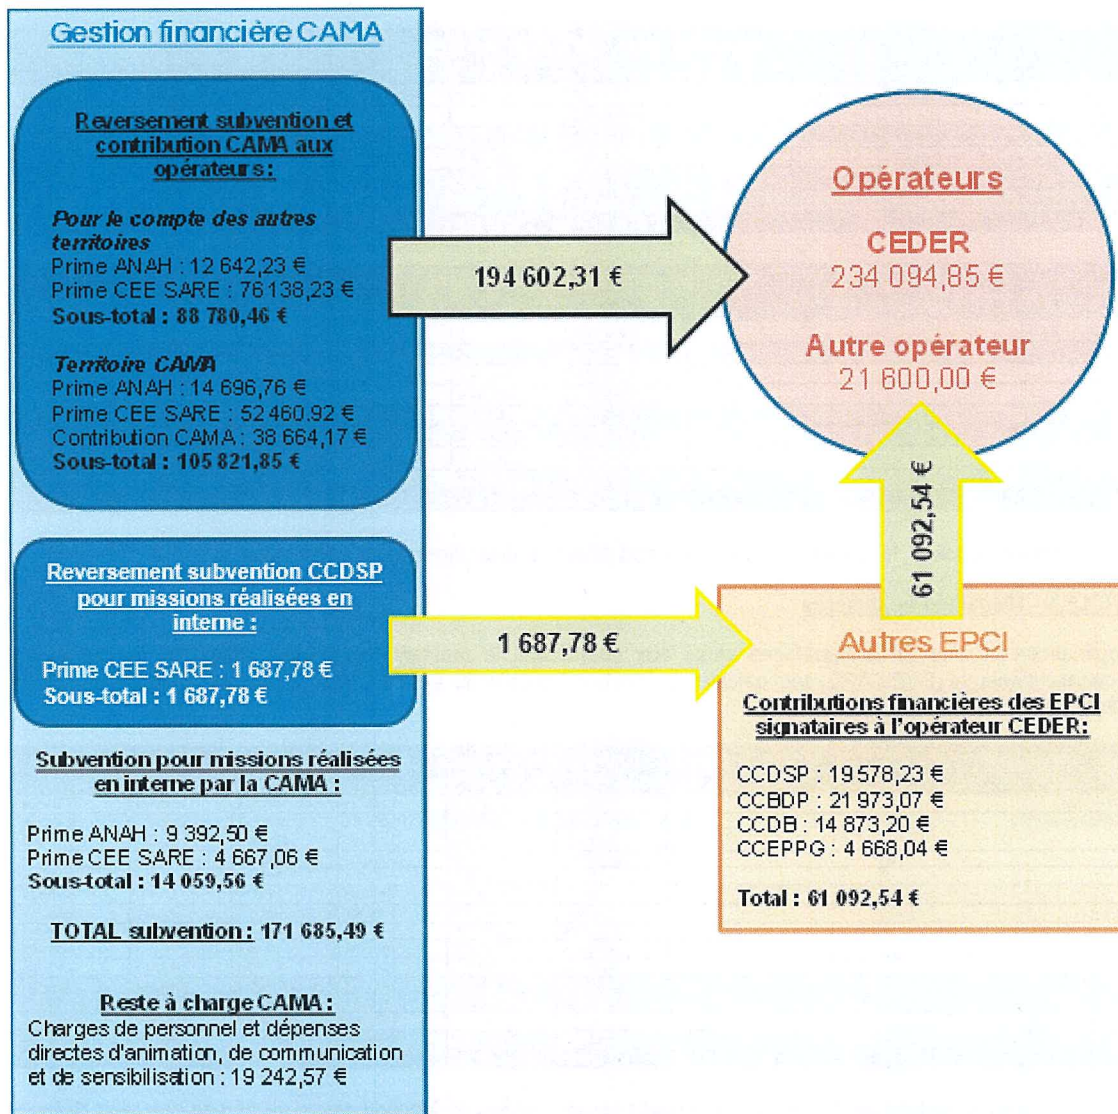 Gestion financière CAMA
Reversement subvention et
contribution CAMA aux
opérateurs :
Pour le compte des autres
territoires
Prime ANAH : 12 642,23 €
Prime CEE SARE : 76 138,23 €
Sous-total : 88 780,46 €
Territoire CAMA
Prime ANAH : 14 696,76 €
Prime CEE SARE : 52 460.92 €
Contribution CAMA : 38 664,17 €
Sous-total : 105 821,85 €
194 602,31 €
Opérateurs
CEDER
234 094,85 €
Autre opérateur
21 600,00 €
61 092,54 €
Reversement subvention CCDSP
pour missions réalisées en
interne :
Prime CEE SARE : 1 687,78 €
Sous-total : 1 687,78 €
1 687,78 €
Autres EPCI
Contributions financières des EPCI
signataires à l'opérateur CEDER:
CCDSP : 19 578,23 €
CCBDP : 21 973,07 €
CCDB : 14 873,20 €
CCEPPG : 4 668,04 €
Total : 61 092,54 €
Subvention pour missions réalisées
en interne par la CAMA :
Prime ANAH : 9 392,50 €
Prime CEE SARE : 4 667,06 €
Sous-total : 14 059,56 €
TOTAL subvention : 171 685,49 €
Reste à charge CAMA :
Charges de personnel et dépenses
directes d'animation, de communication
et de sensibilisation : 19 242,57 €